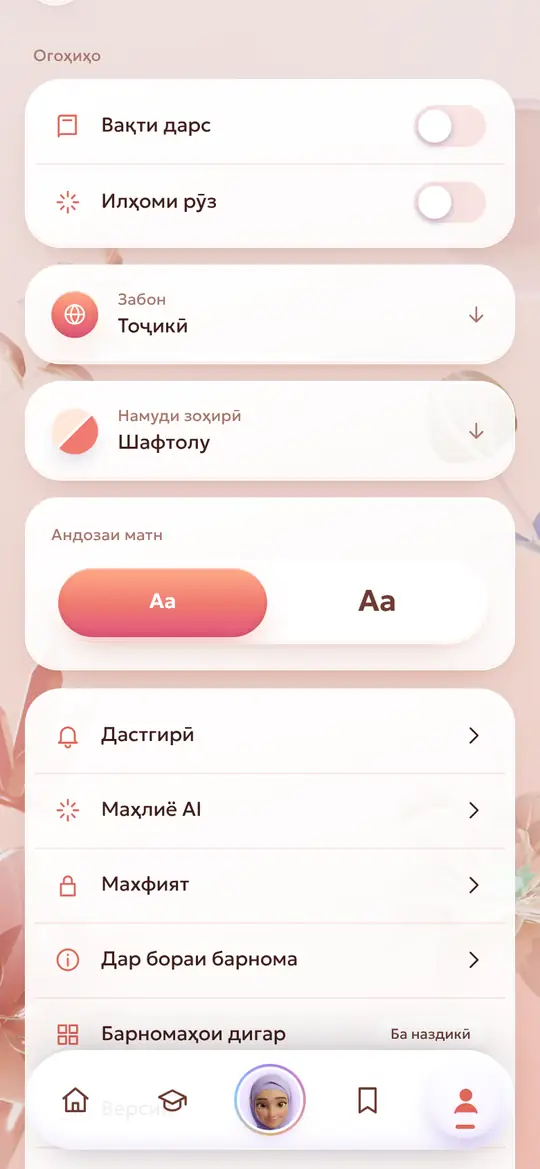 Огоҳиҳо
Вақти дарс
Илҳоми рӯз
Забон
Тоҷикӣ
Намуди зоҳирӣ
Шафтолу
Андозаи матн
Aa
Aa
Дастгирӣ
Маҳлиё AI
Махфият
Дар бораи барнома
Барномаҳои дигар
Ба наздикӣ